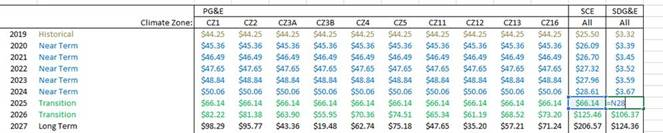 PG&E SCE SDG&E
Climate Zone: CZ1 CZ2 CZ3A CZ3B CZ4 CZ5 CZ11 CZ12 CZ13 CZ16 All All
2019 Historical $44.25 $44.25 $44.25 $44.25 $44.25 $44.25 $44.25 $44.25 $44.25 $44.25 $25.50 $3.32
2020 Near Term $45.36 $45.36 $45.36 $45.36 $45.36 $45.36 $45.36 $45.36 $45.36 $45.36 $26.09 $3.39
2021 Near Term $46.49 $46.49 $46.49 $46.49 $46.49 $46.49 $46.49 $46.49 $46.49 $46.49 $26.70 $3.45
2022 Near Term $47.65 $47.65 $47.65 $47.65 $47.65 $47.65 $47.65 $47.65 $47.65 $47.65 $27.32 $3.52
2023 Near Term $48.84 $48.84 $48.84 $48.84 $48.84 $48.84 $48.84 $48.84 $48.84 $48.84 $27.96 $3.59
2024 Near Term $50.06 $50.06 $50.06 $50.06 $50.06 $50.06 $50.06 $50.06 $50.06 $50.06 $28.61 $3.67
2025 Transition $66.14 $66.14 $66.14 $66.14 $66.14 $66.14 $66.14 $66.14 $66.14 $66.14 $66.14 =N28
2026 Transition $82.22 $81.38 $63.90 $55.95 $70.36 $74.51 $65.34 $61.19 $68.52 $73.20 $125.46 $106.37
2027 Long Term $98.29 $95.77 $43.36 $19.48 $62.74 $75.18 $47.65 $35.20 $57.21 $71.24 $206.57 $124.36